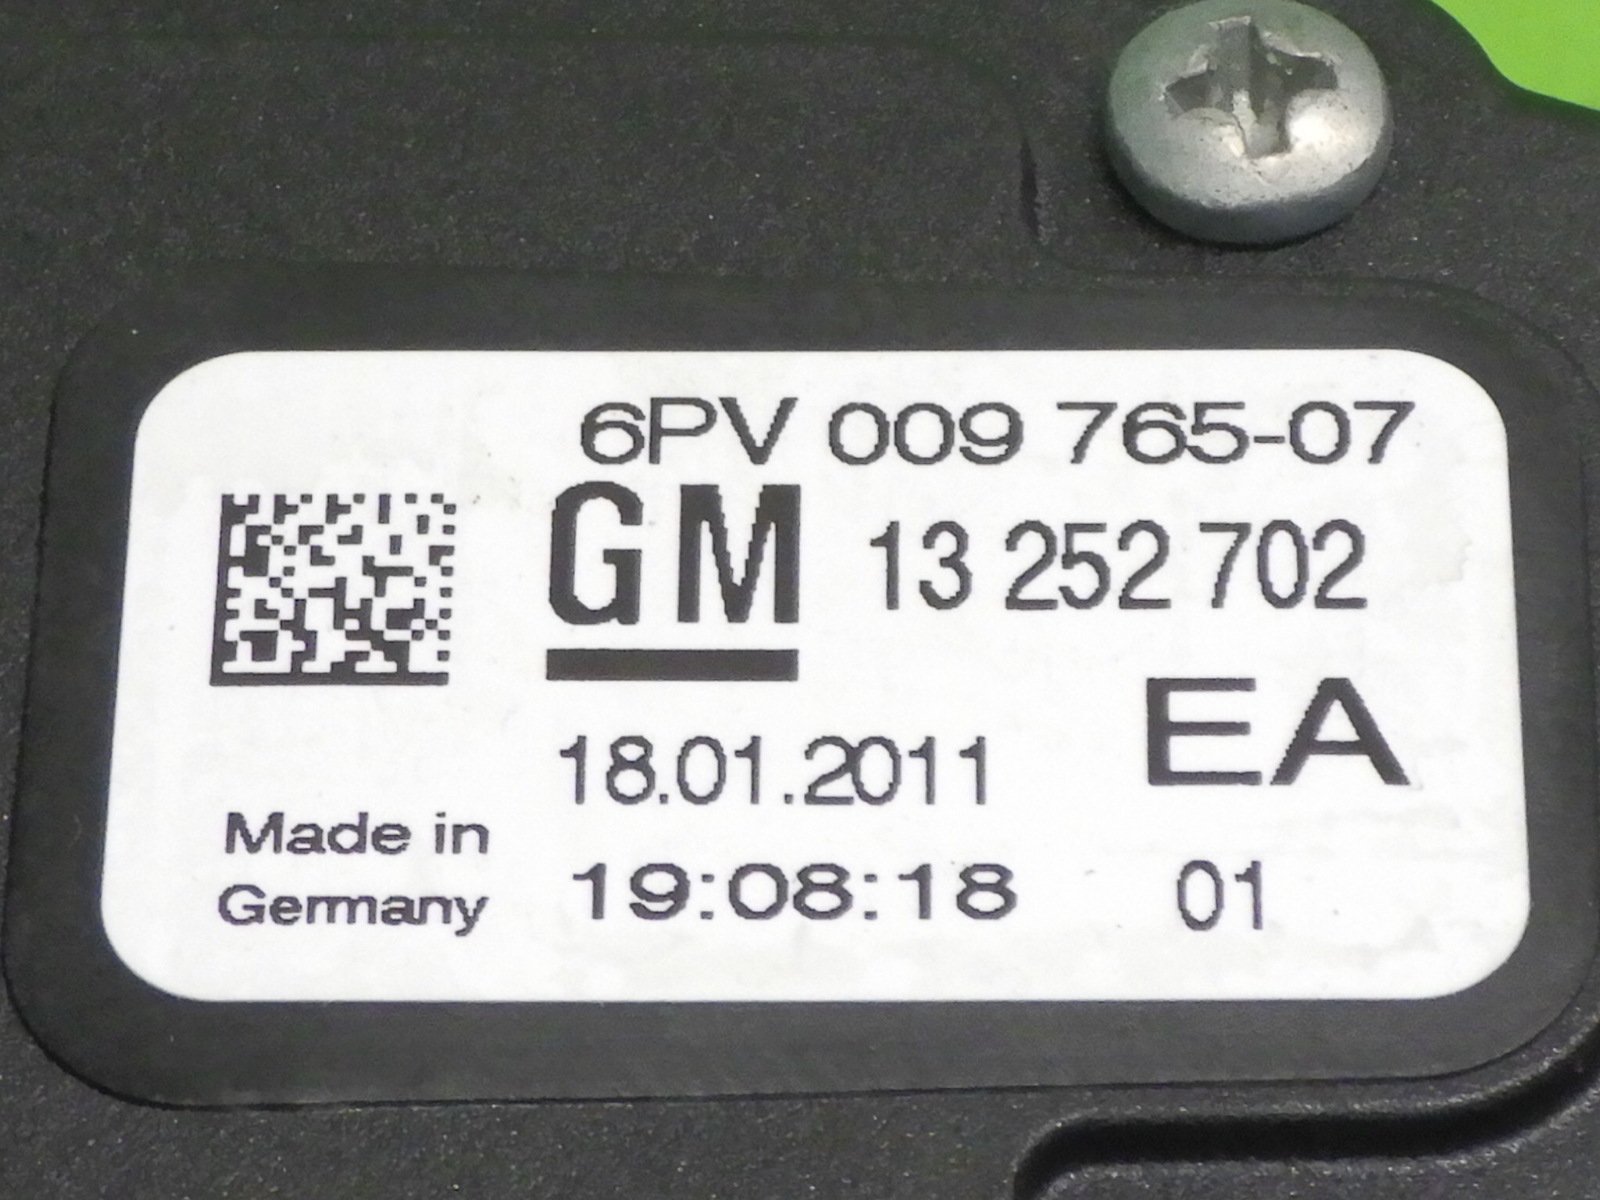 6PV 009 765-07
GM 13 252 702
EA
18.01.2011
Made in
Germany
19:08:18 01